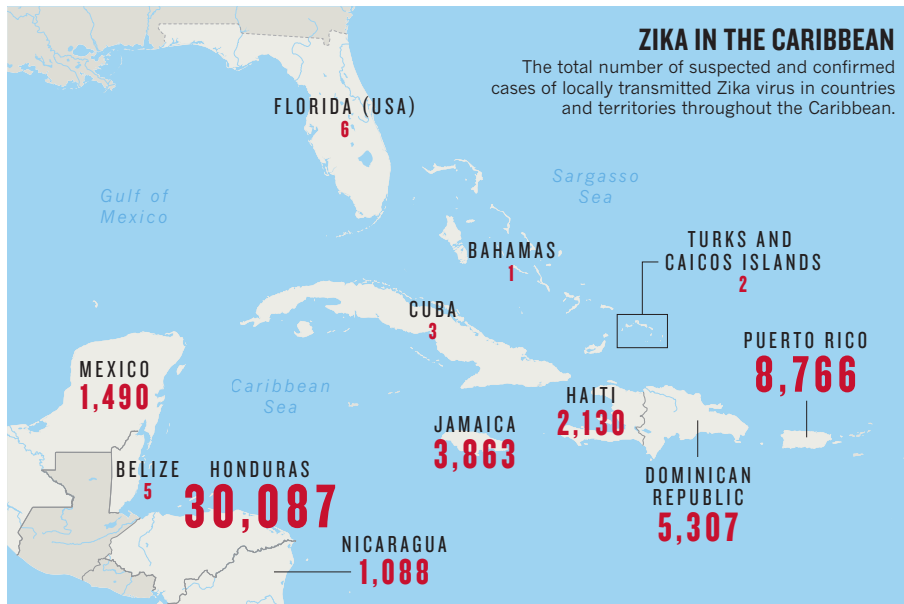 ZIKA IN THE CARIBBEAN
The total number of suspected and confirmed
cases of locally transmitted Zika virus in countries
and territories throughout the Caribbean.
FLORIDA (USA)
6
Gulf of
Mexico
Sargasso
Sea
BAHAMAS
1
TURKS AND
CAICOS ISLANDS
2
CUBA
3
PUERTO RICO
8,766
MEXICO
1,490
Caribbean
Sea
HAITI
2,130
JAMAICA
3,863
BELIZE
5
HONDURAS
30,087
DOMINICAN
REPUBLIC
5,307
NICARAGUA
1,088